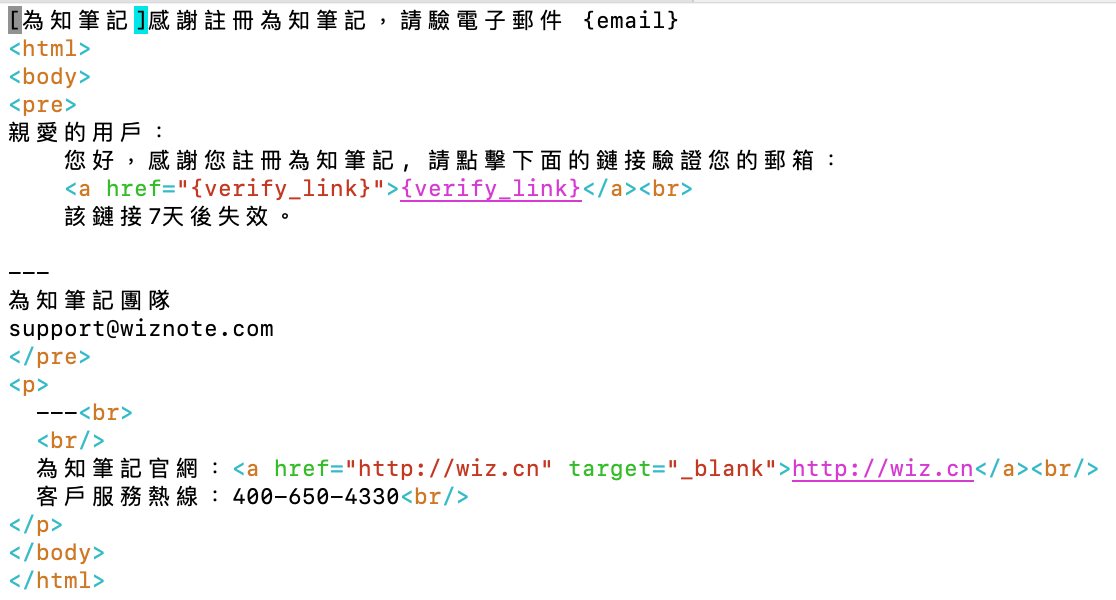 [為知筆記]感謝註冊為知筆記，請驗電子郵件 {email}
<html>
<body>
<pre>
親愛的用戶：
    您好，感謝您註冊為知筆記, 請點擊下面的鏈接驗證您的郵箱：
    <a href="{verify_link}">{verify_link}</a><br>
    該鏈接7天後失效。

---
為知筆記團隊
support@wiznote.com
</pre>
<p>
  ---<br>
  <br/>
  為知筆記官網：<a href="http://wiz.cn" target="_blank">http://wiz.cn</a><br/>
  客戶服務熱線：400-650-4330<br/>
</p>
</body>
</html>